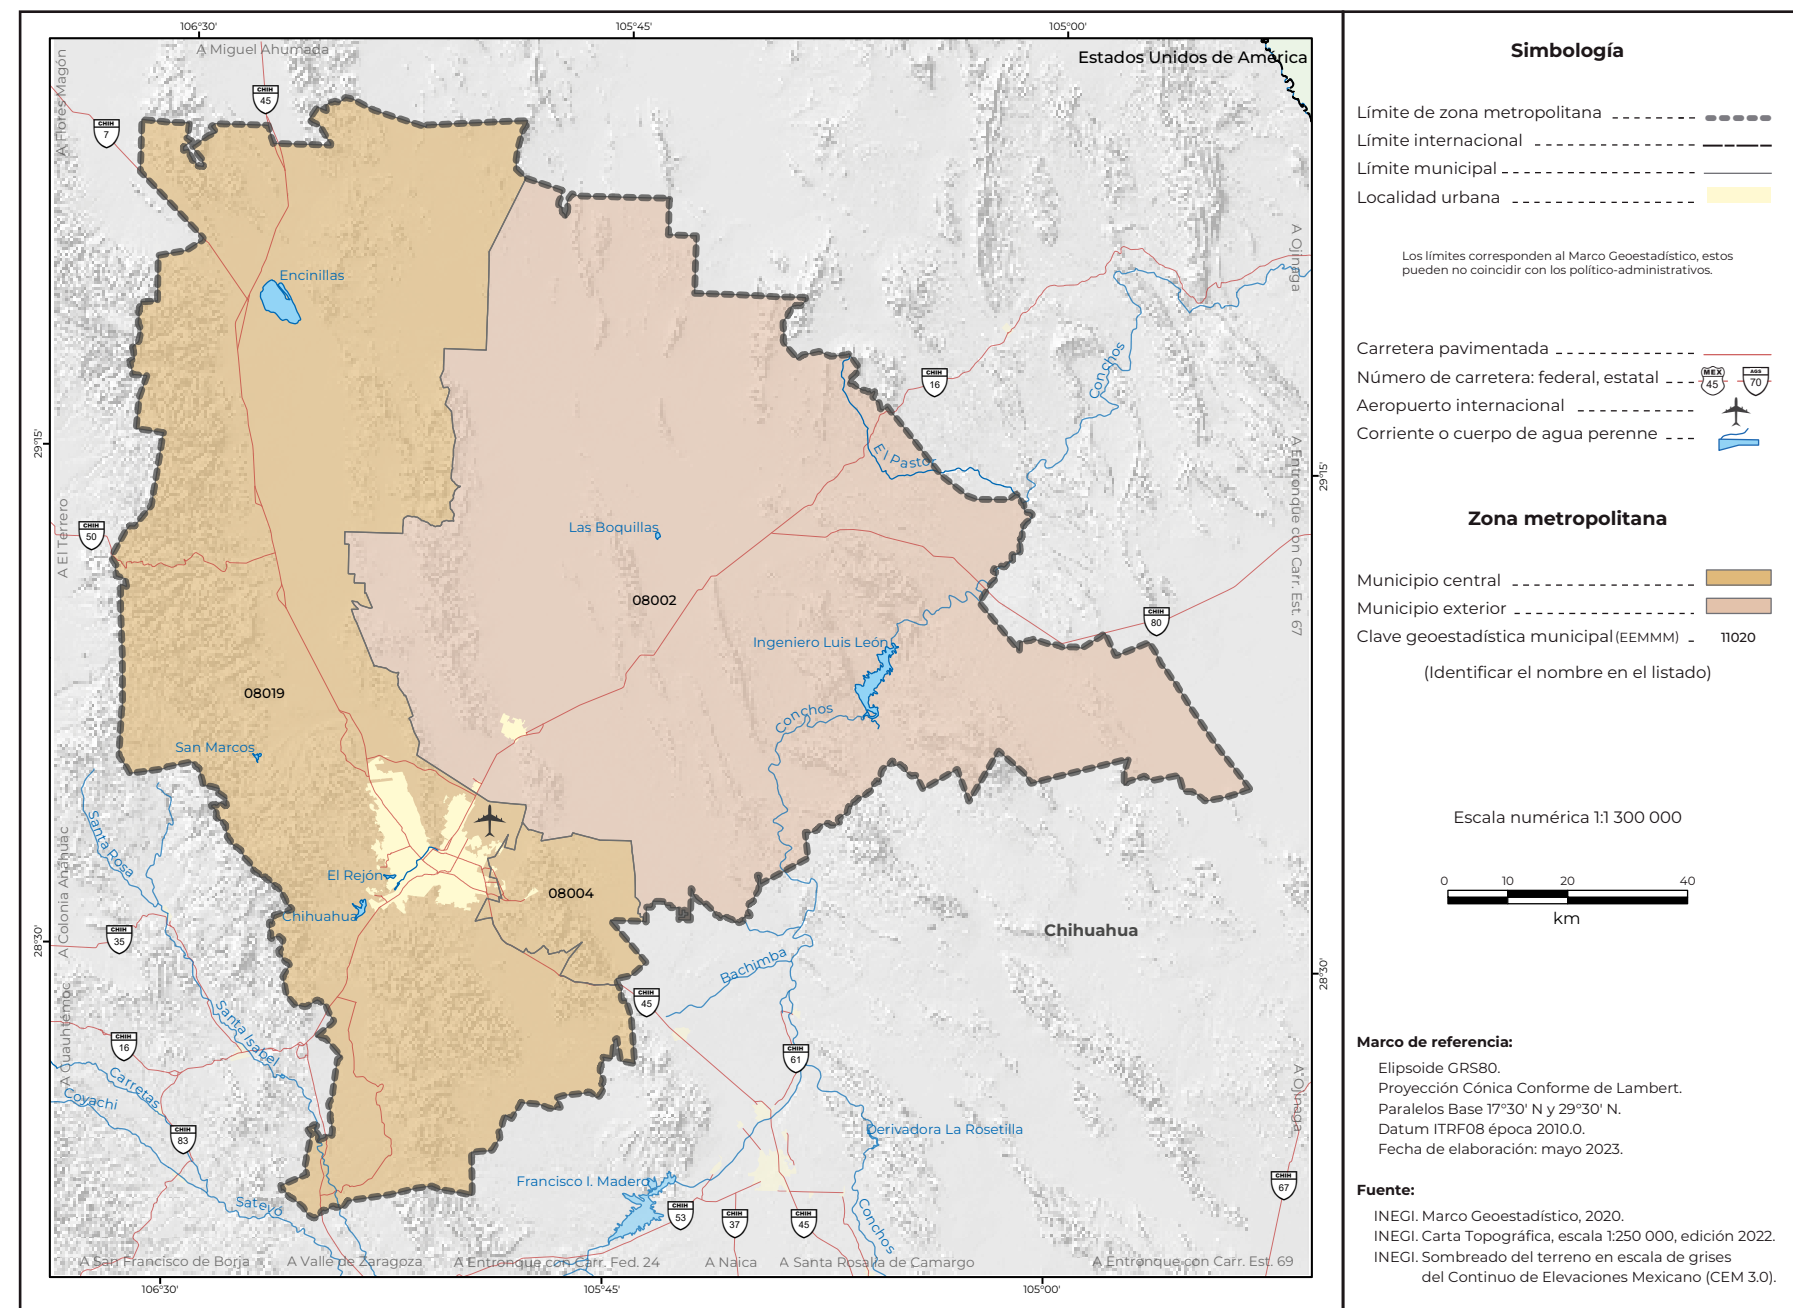 106°30'
105°45'
105°00'
A Miguel Ahumada
Estados Unidos de América
A Flores Magón
CHIH
45
CHIH
7
Encinillas
A Ojinaga
Conchos
CHIH
16
29°15'
29°15'
El Pastor
A Entronque con Carr. Est. 67
A El Terrero
CHIH
50
Las Boquillas
08002
CHIH
80
Ingeniero Luis León
08019
Conchos
San Marcos
Santa Rosa
A Colonia Anáhuac
El Rejón
08004
Chihuahua
CHIH
35
Chihuahua
28°30'
28°30'
Bachimba
A Cuauhtémoc
CHIH
45
Santa Isabel
CHIH
16
CHIH
61
Carretas
Coyachi
A Ojinaga
CHIH
83
Derivadora La Rosetilla
Francisco I. Madero
CHIH
67
Satevó
CHIH
53
CHIH
37
CHIH
45
Conchos
A San Francisco de Borja
A Valle de Zaragoza
A Entronque con Carr. Fed. 24
A Naica
A Santa Rosalía de Camargo
A Entronque con Carr. Est. 69
106°30'
105°45'
105°00'
Simbología
Límite de zona metropolitana
Límite internacional
Límite municipal
Localidad urbana
Los límites corresponden al Marco Geoestadístico, estos
pueden no coincidir con los político-administrativos.
Carretera pavimentada
Número de carretera: federal, estatal
MEX
45
AGS
70
Aeropuerto internacional
Corriente o cuerpo de agua perenne
Zona metropolitana
Municipio central
Municipio exterior
Clave geoestadística municipal (EEMMM) 11020
(Identificar el nombre en el listado)
Escala numérica 1:1 300 000
0 10 20 40
km
Marco de referencia:
Elipsoide GRS80.
Proyección Cónica Conforme de Lambert.
Paralelos Base 17°30' N y 29°30' N.
Datum ITRF08 época 2010.0.
Fecha de elaboración: mayo 2023.
Fuente:
INEGI. Marco Geoestadístico, 2020.
INEGI. Carta Topográfica, escala 1:250 000, edición 2022.
INEGI. Sombreado del terreno en escala de grises
del Continuo de Elevaciones Mexicano (CEM 3.0).